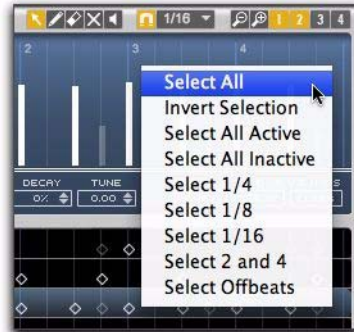 1/16 1 2 3 4
2 3 4
Select All
Invert Selection
Select All Active
Select All Inactive
Select 1/4
Select 1/8
Select 1/16
Select 2 and 4
Select Offbeats
DECAY TUNE
0% 0.00